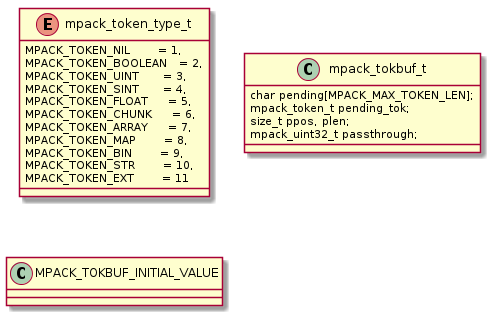 E mpack_token_type_t
MPACK_TOKEN_NIL = 1,
MPACK_TOKEN_BOOLEAN = 2,
MPACK_TOKEN_UINT = 3,
MPACK_TOKEN_SINT = 4,
MPACK_TOKEN_FLOAT = 5,
MPACK_TOKEN_CHUNK = 6,
MPACK_TOKEN_ARRAY = 7,
MPACK_TOKEN_MAP = 8,
MPACK_TOKEN_BIN = 9,
MPACK_TOKEN_STR = 10,
MPACK_TOKEN_EXT = 11
C mpack_tokbuf_t
char pending[MPACK_MAX_TOKEN_LEN];
mpack_token_t pending_tok;
size_t ppos, plen;
mpack_uint32_t passthrough;
C MPACK_TOKBUF_INITIAL_VALUE